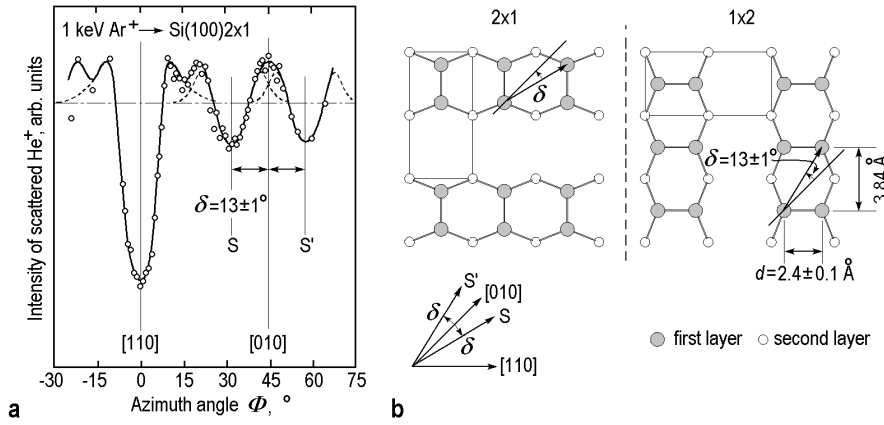 1 keV Ar⁺ → Si(100)2x1
Intensity of scattered He⁺, arb. units
δ=13±1°
S
S'
[110]
[010]
-30 -15 0 15 30 45 60 75
Azimuth angle Φ, °
a
2x1
1x2
δ
δ=13±1°
3.84 Å
d=2.4±0.1 Å
S'
[010]
δ
S
δ
[110]
first layer
second layer
b